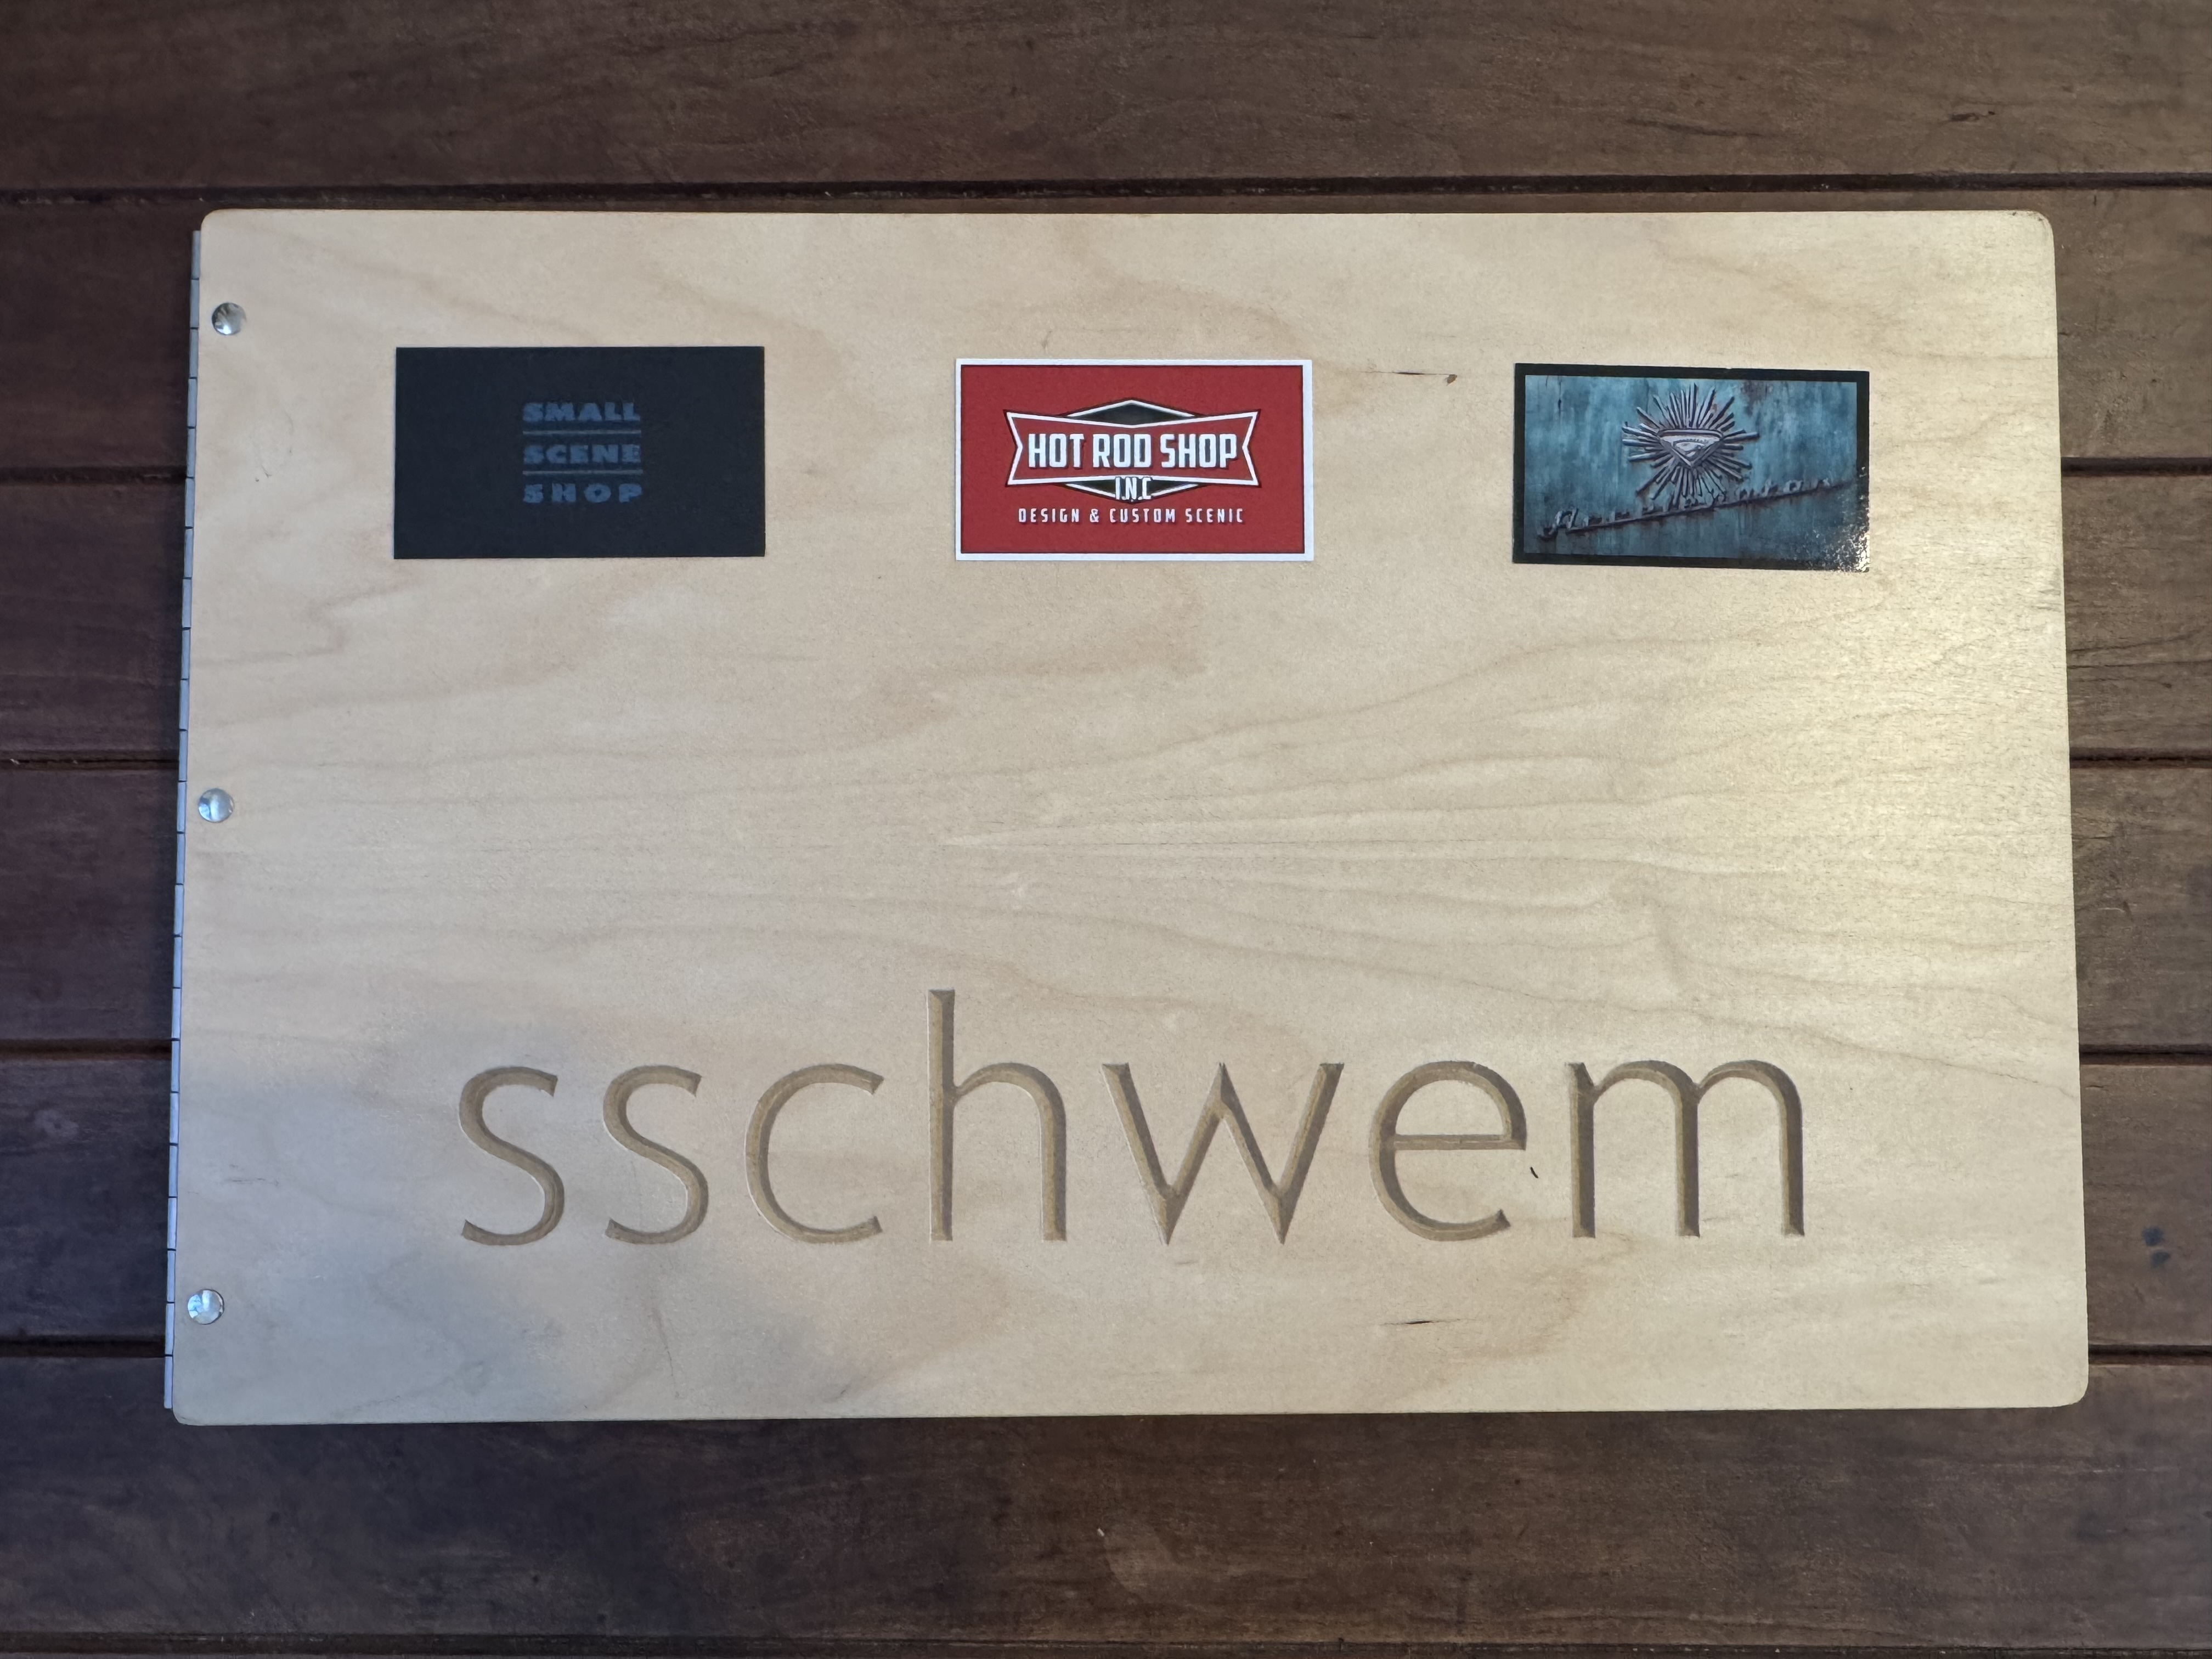 SMALL
SCENE
SHOP
HOT ROD SHOP
INC
DESIGN & CUSTOM SCENIC
sschwem